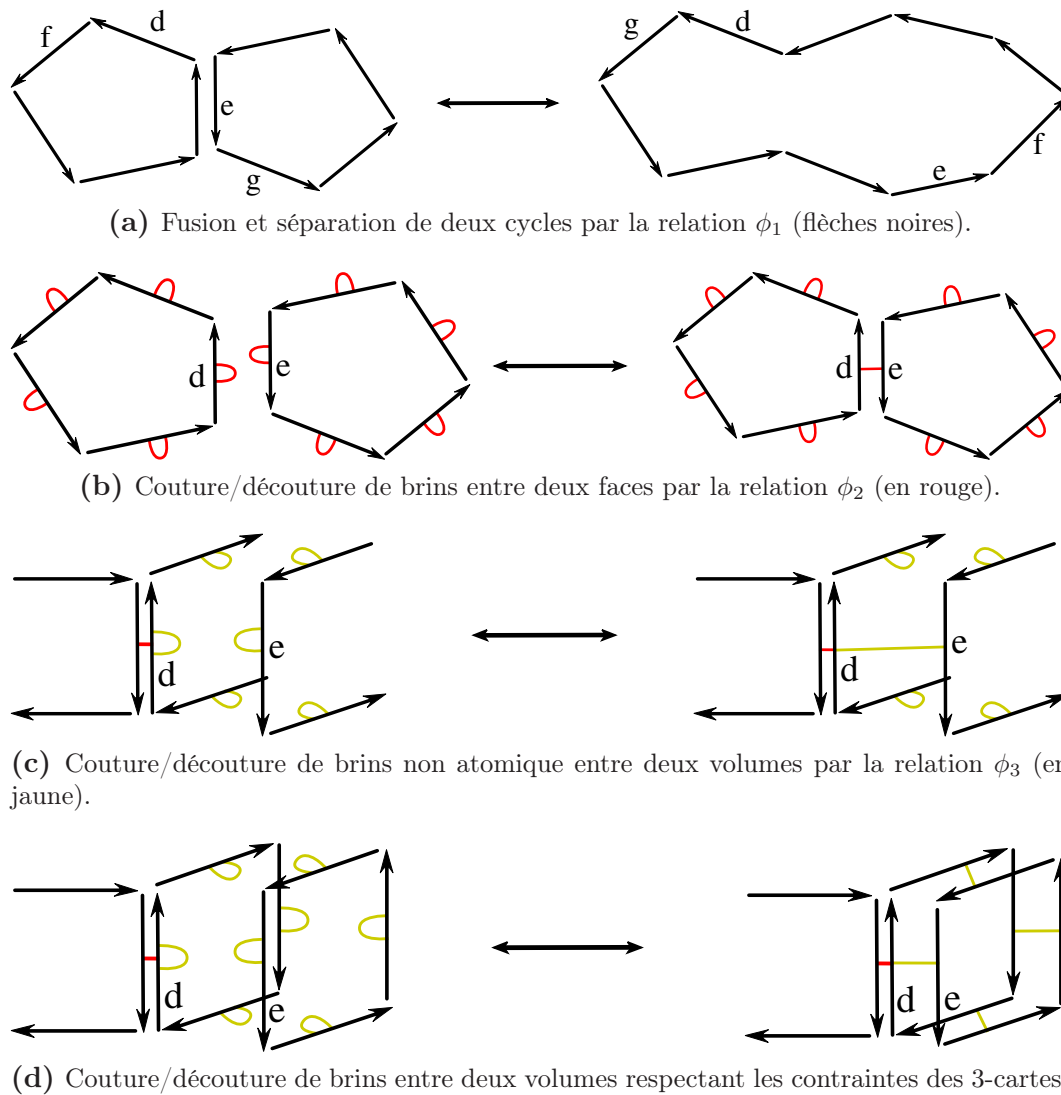 f d e g g d e f
(a) Fusion et séparation de deux cycles par la relation ϕ₁ (flèches noires).
d e d e
(b) Couture/découture de brins entre deux faces par la relation ϕ₂ (en rouge).
d e d e
(c) Couture/découture de brins non atomique entre deux volumes par la relation ϕ₃ (en
jaune).
d e d e
(d) Couture/découture de brins entre deux volumes respectant les contraintes des 3-cartes